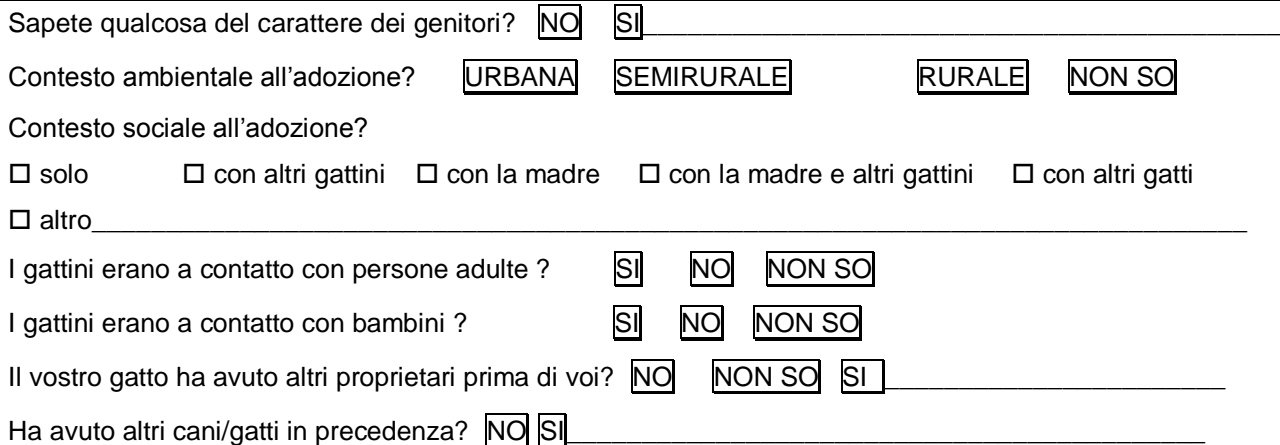 Sapete qualcosa del carattere dei genitori? NO SI______________________________________________
Contesto ambientale all’adozione? URBANA SEMIRURALE RURALE NON SO
Contesto sociale all’adozione?
☐ solo ☐ con altri gattini ☐ con la madre ☐ con la madre e altri gattini ☐ con altri gatti
☐ altro___________________________________________________________________________________
I gattini erano a contatto con persone adulte ? SI NO NON SO
I gattini erano a contatto con bambini ? SI NO NON SO
Il vostro gatto ha avuto altri proprietari prima di voi? NO NON SO SI ________________________
Ha avuto altri cani/gatti in precedenza? NO SI______________________________________________